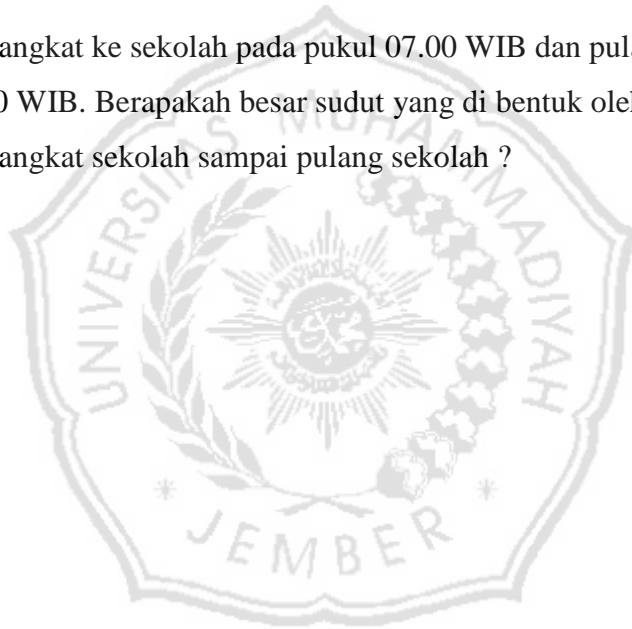 angkat ke sekolah pada pukul 07.00 WIB dan pula
0 WIB. Berapakah besar sudut yang di bentuk oleh
angkat sekolah sampai pulang sekolah ?
UNIVERSITAS MUHAMMADIYAH
JEMBER